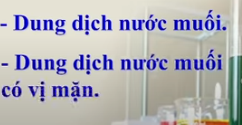 - Dung dịch nước muối.
- Dung dịch nước muối
có vị mặn.